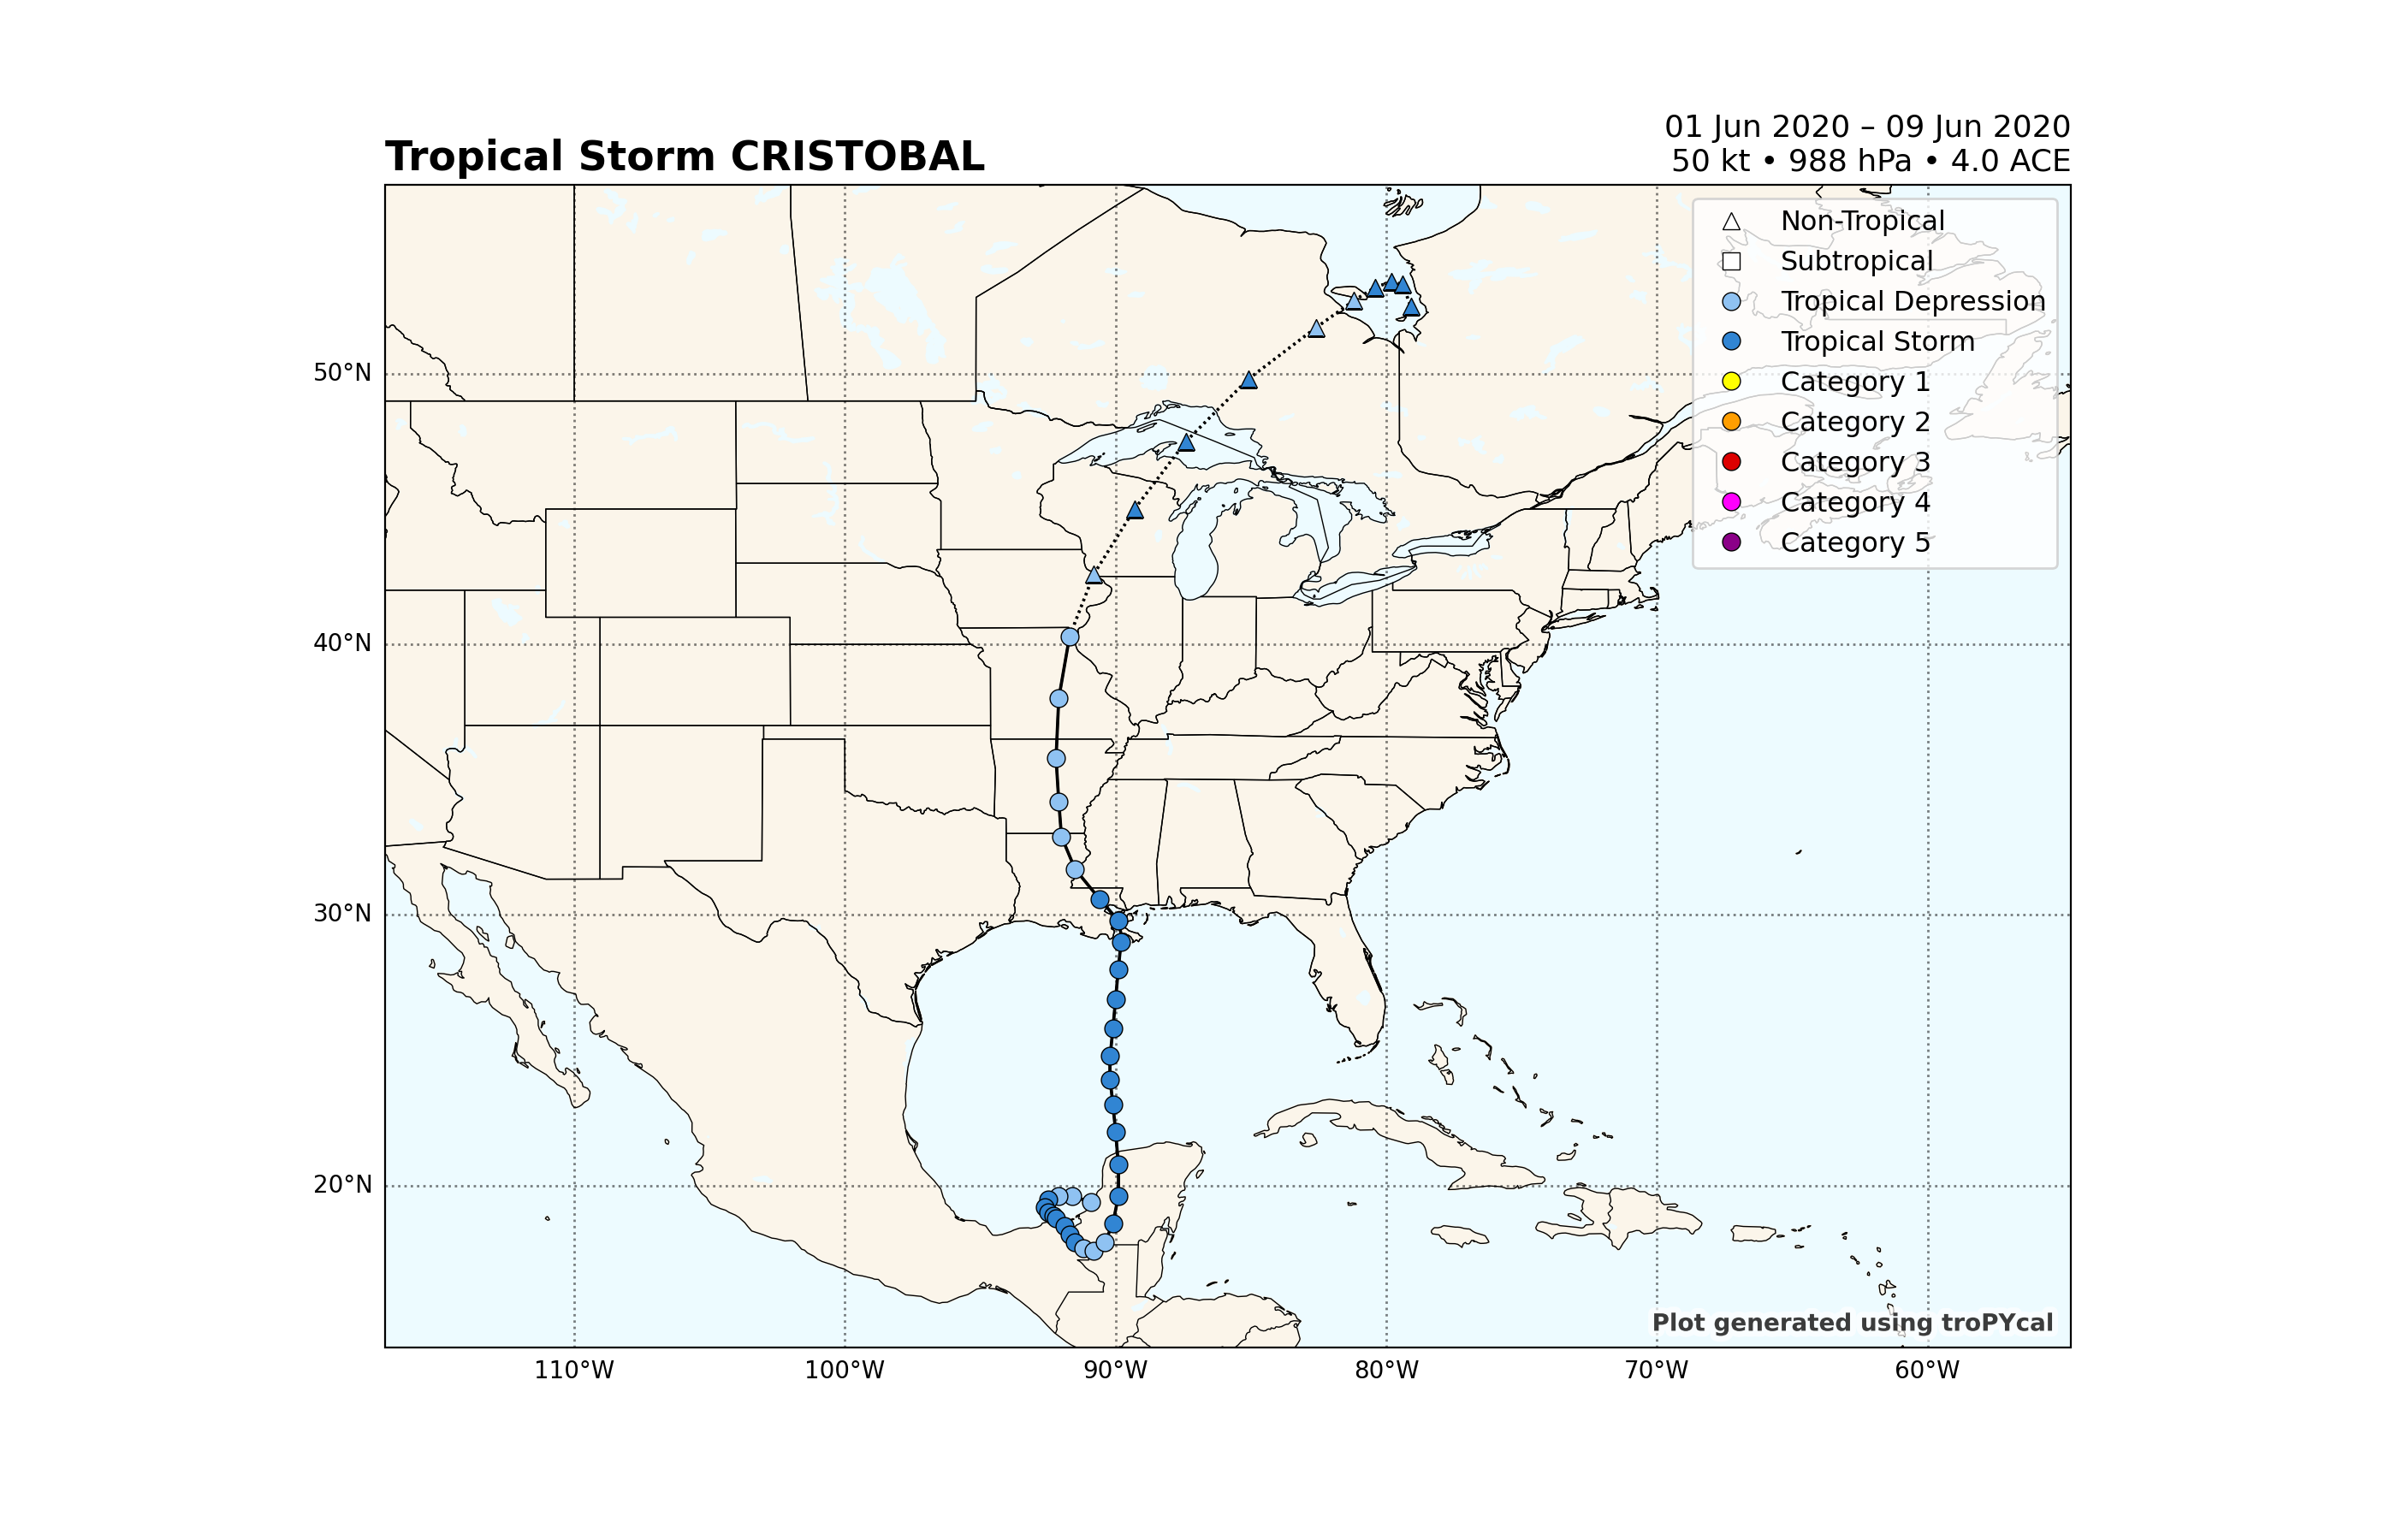 Tropical Storm CRISTOBAL
01 Jun 2020 – 09 Jun 2020
50 kt • 988 hPa • 4.0 ACE
Non-Tropical
Subtropical
Tropical Depression
Tropical Storm
Category 1
Category 2
Category 3
Category 4
Category 5
50°N
40°N
30°N
20°N
Plot generated using troPYcal
110°W
100°W
90°W
80°W
70°W
60°W